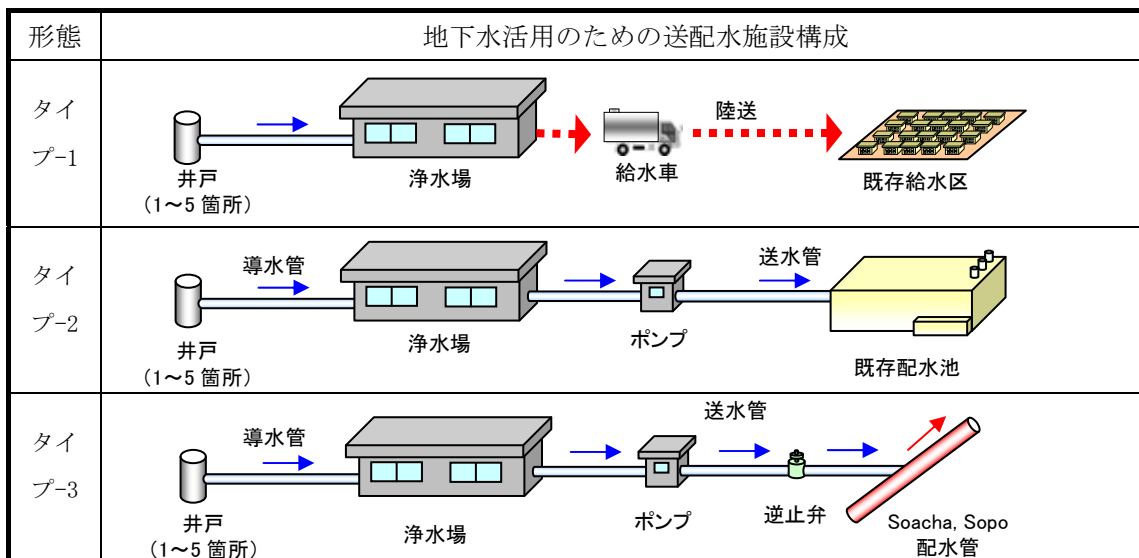 形態
地下水活用のための送配水施設構成
タイ
プ-1
陸送
井戸
(1～5 箇所)
浄水場
給水車
既存給水区
タイ
プ-2
導水管
送水管
井戸
(1～5 箇所)
浄水場
ポンプ
既存配水池
タイ
プ-3
導水管
送水管
井戸
(1～5 箇所)
浄水場
ポンプ
逆止弁
Soacha, Sopo
配水管